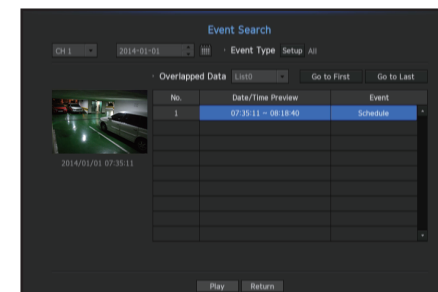 Event Search
CH 1 2014-01-01 · Event Type Setup All
· Overlapped Data List0 Go to First Go to Last
No. Date/Time Preview Event
1 07:35:11 ~ 08:18:40 Schedule
2014/01/01 07:35:11
Play Return